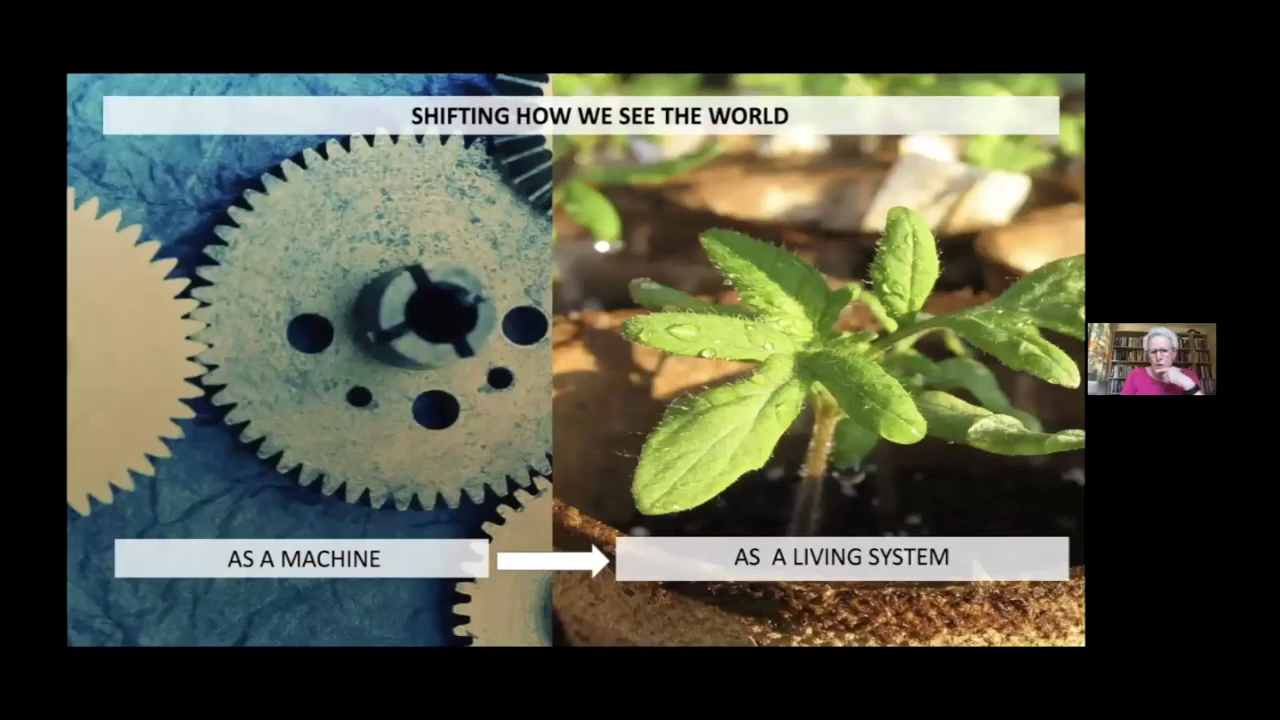 SHIFTING HOW WE SEE THE WORLD
AS A MACHINE
AS A LIVING SYSTEM